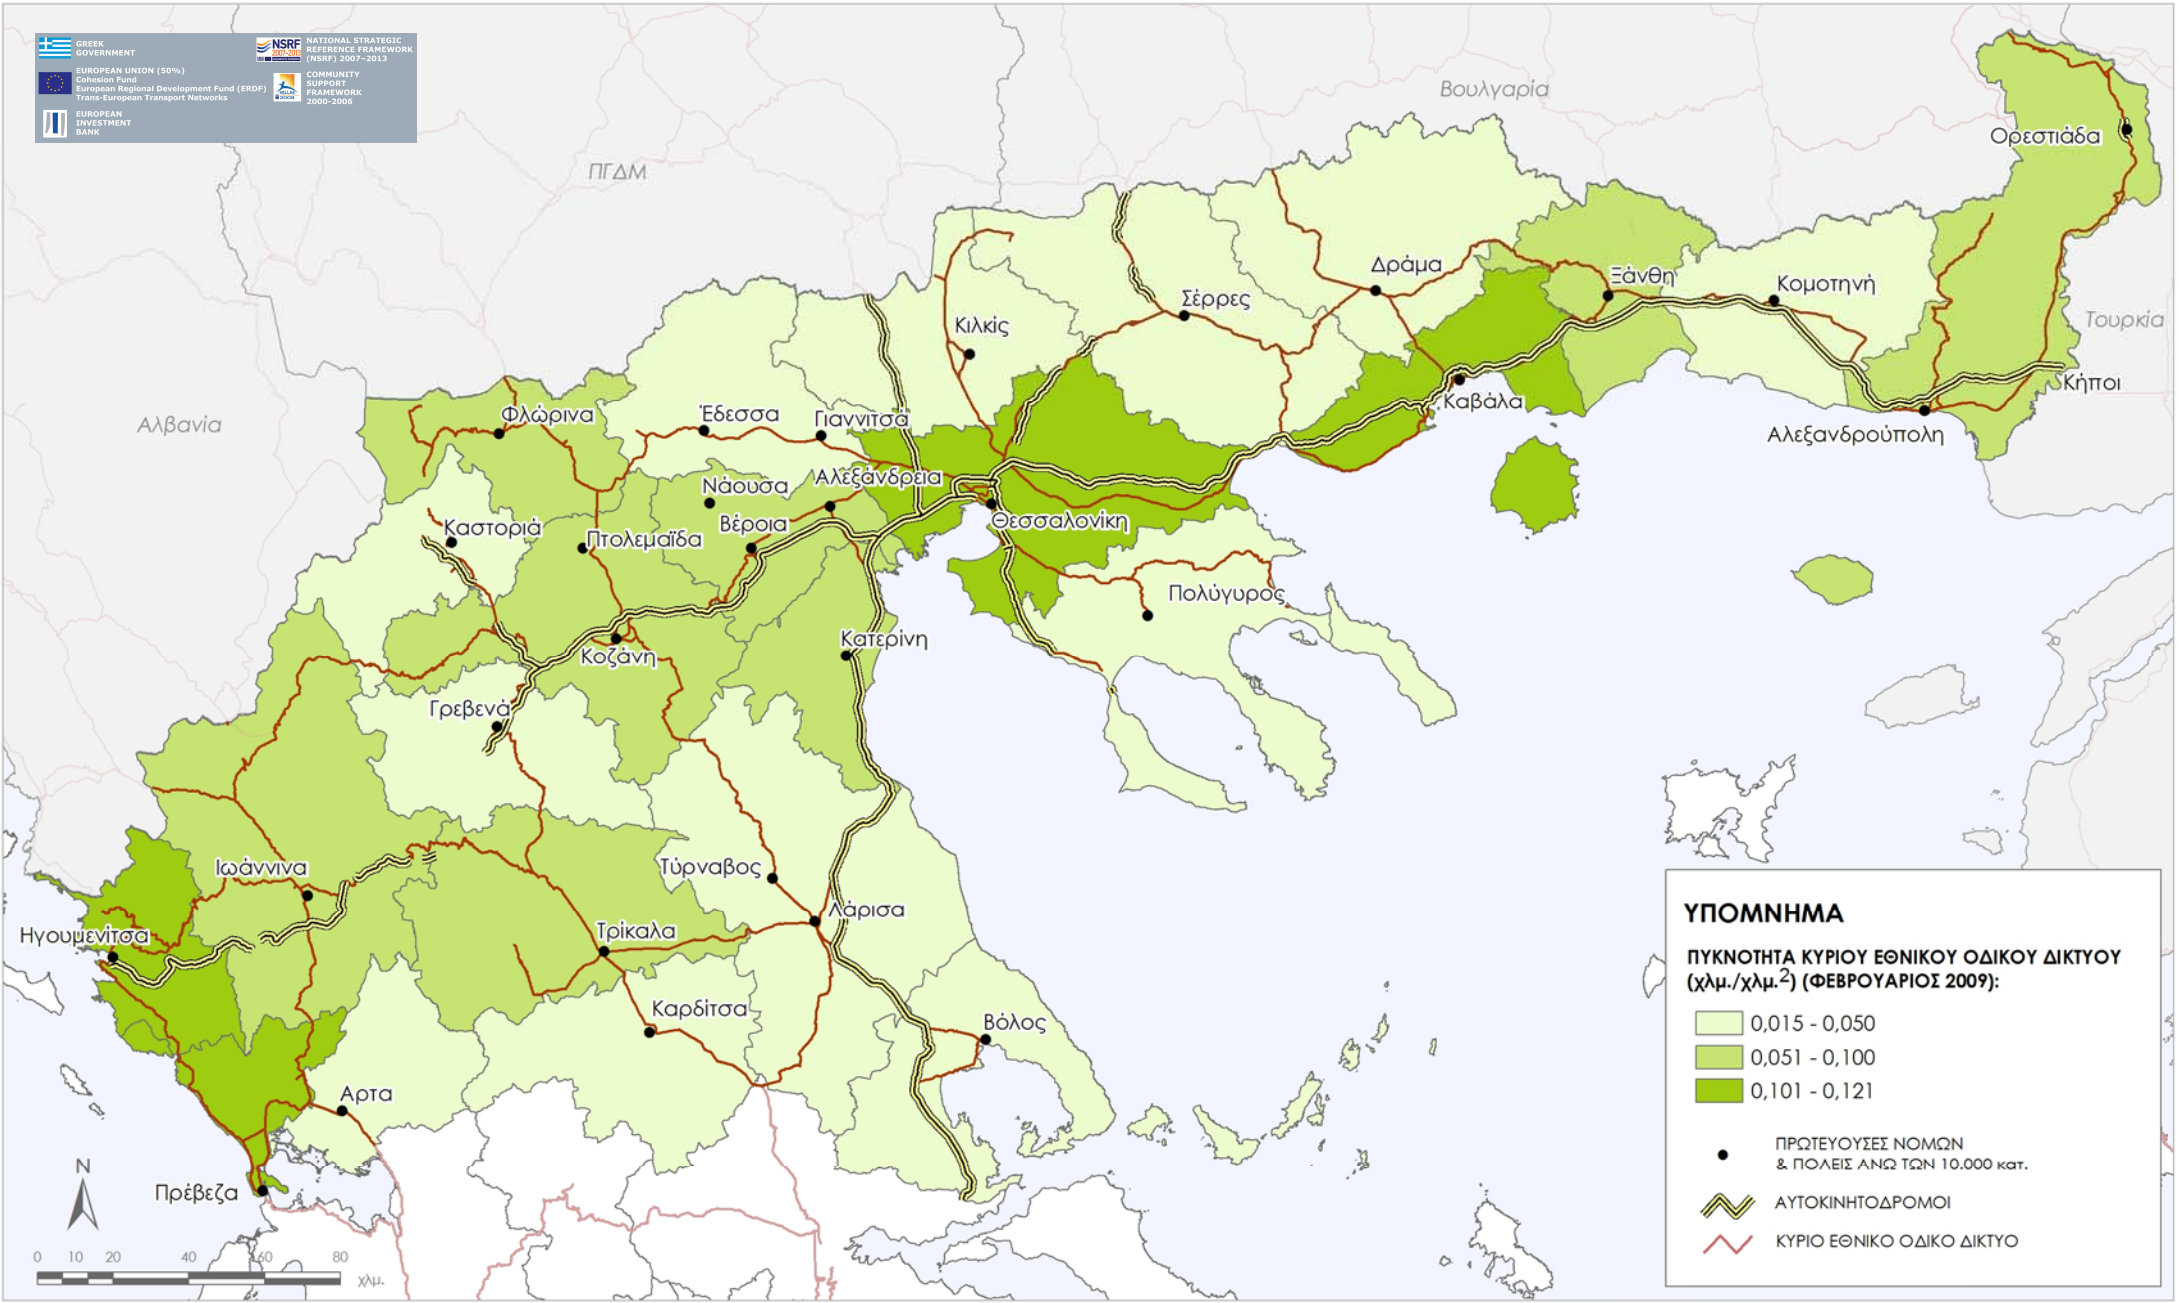 GREEK
GOVERNMENT
NSRF
2007-2013
NATIONAL STRATEGIC
REFERENCE FRAMEWORK
(NSRF) 2007–2013
EUROPEAN UNION (50%)
Cohesion Fund
European Regional Development Fund (ERDF)
Trans-European Transport Networks
COMMUNITY
SUPPORT
FRAMEWORK
2000-2006
EUROPEAN
INVESTMENT
BANK
Βουλγαρία
ΠΓΔΜ
Ορεστιάδα
Δράμα
Ξάνθη
Κομοτηνή
Σέρρες
Κιλκίς
Τουρκία
Κήποι
Καβάλα
Αλεξανδρούπολη
Αλβανία
Φλώρινα
Έδεσσα
Γιαννιτσά
Αλεξάνδρεια
Νάουσα
Βέροια
Θεσσαλονίκη
Καστοριά
Πτολεμαΐδα
Πολύγυρος
Κατερίνη
Κοζάνη
Γρεβενά
Ιωάννινα
Τύρναβος
Λάρισα
Ηγουμενίτσα
Τρίκαλα
Καρδίτσα
Βόλος
Αρτα
Πρέβεζα
N
0 10 20 40 60 80
χλμ.
ΥΠΟΜΝΗΜΑ
ΠΥΚΝΟΤΗΤΑ ΚΥΡΙΟΥ ΕΘΝΙΚΟΥ ΟΔΙΚΟΥ ΔΙΚΤΥΟΥ
(χλμ./χλμ.2) (ΦΕΒΡΟΥΑΡΙΟΣ 2009):
0,015 - 0,050
0,051 - 0,100
0,101 - 0,121
ΠΡΩΤΕΥΟΥΣΕΣ ΝΟΜΩΝ
& ΠΟΛΕΙΣ ΑΝΩ ΤΩΝ 10.000 κατ.
ΑΥΤΟΚΙΝΗΤΟΔΡΟΜΟΙ
ΚΥΡΙΟ ΕΘΝΙΚΟ ΟΔΙΚΟ ΔΙΚΤΥΟ